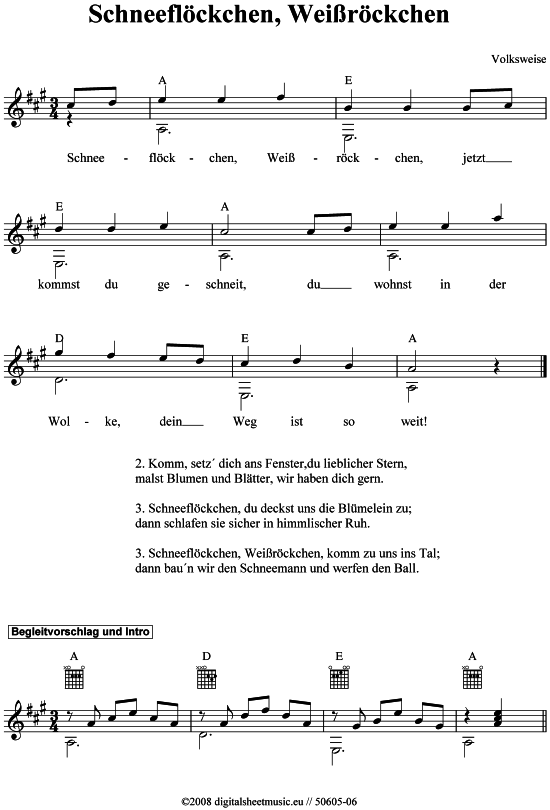 Schneeflöckchen, Weißröckchen
Volksweise
A E
3 4
Schnee - flöck - chen, Weiß - röck - chen, jetzt
E A
kommst du ge - schneit, du wohnst in der
D E A
Wol - ke, dein Weg ist so weit!
2. Komm, setz´ dich ans Fenster,du lieblicher Stern,
malst Blumen und Blätter, wir haben dich gern.
3. Schneeflöckchen, du deckst uns die Blümelein zu;
dann schlafen sie sicher in himmlischer Ruh.
3. Schneeflöckchen, Weißröckchen, komm zu uns ins Tal;
dann bau´n wir den Schneemann und werfen den Ball.
Begleitvorschlag und Intro
A D E A
3 4
©2008 digitalsheetmusic.eu // 50605-06